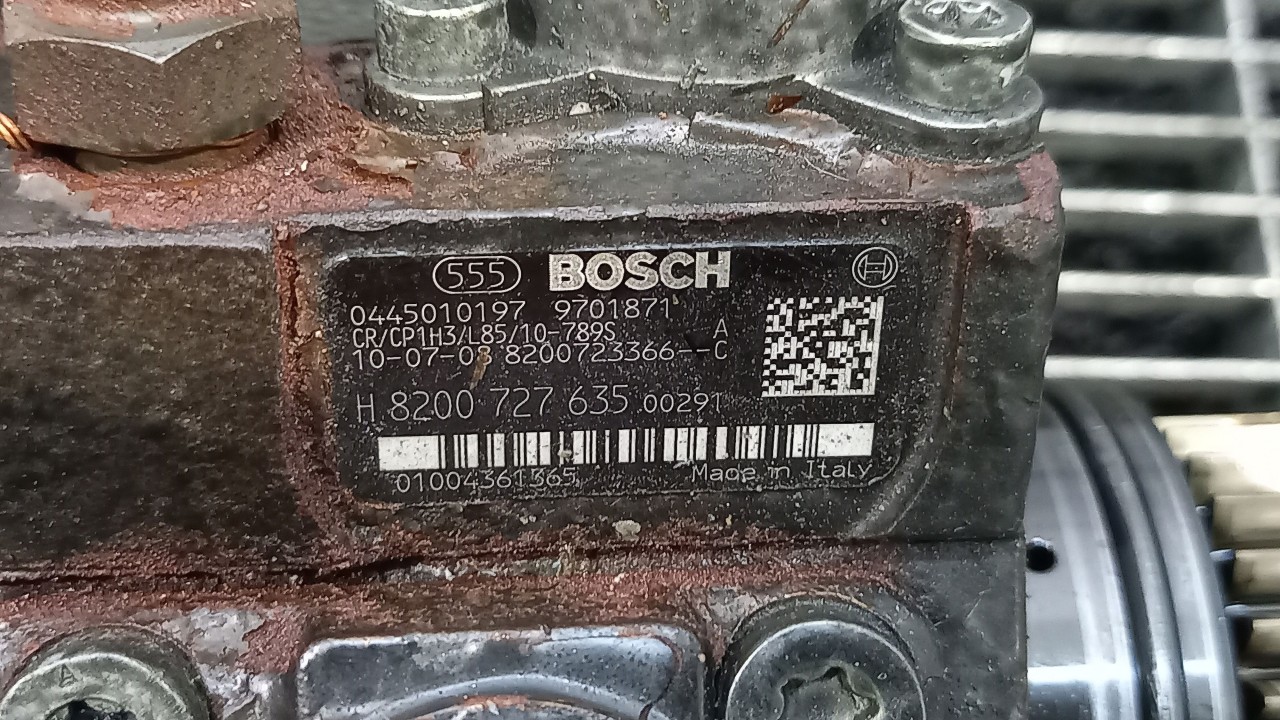 555 BOSCH
0445010197 9701871
CR/CP1H3/L85/10-789S A
10-07-08 8200723366--C
H 8200 727 635 00291
01004361365 Made in Italy